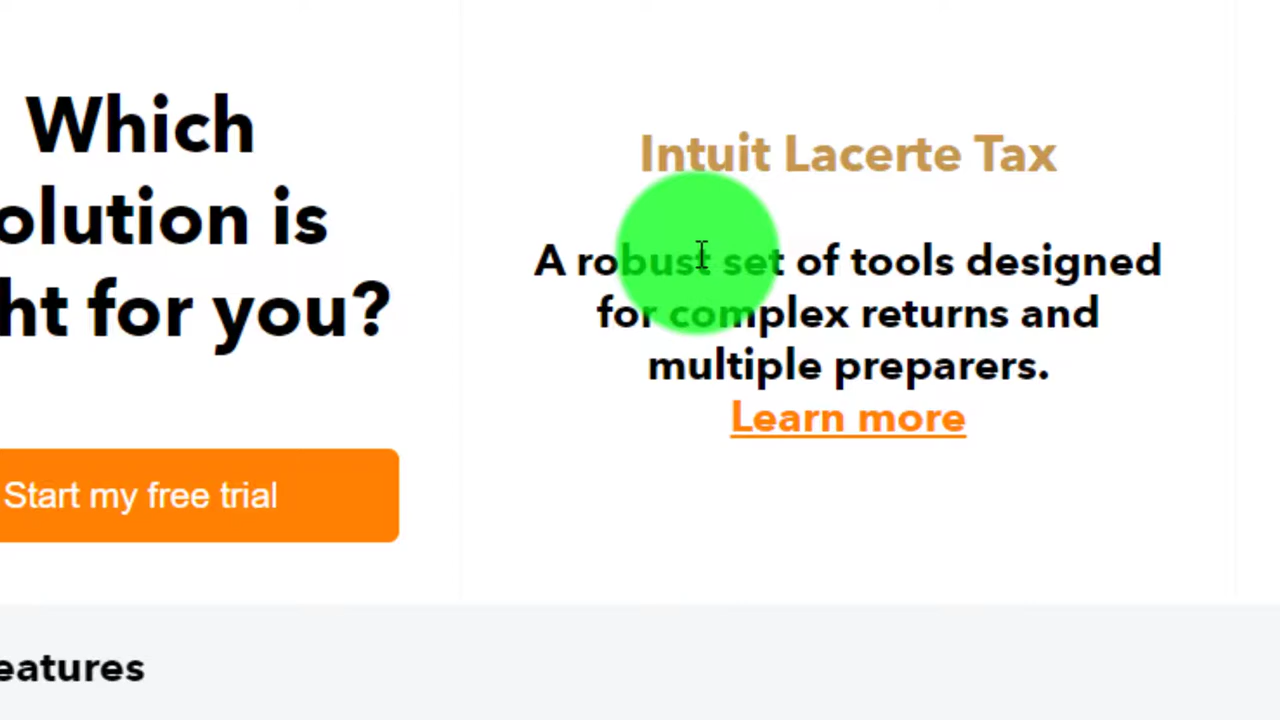 Which
olution is
ht for you?
Start my free trial
Intuit Lacerte Tax
A robust set of tools designed
for complex returns and
multiple preparers.
Learn more
eatures